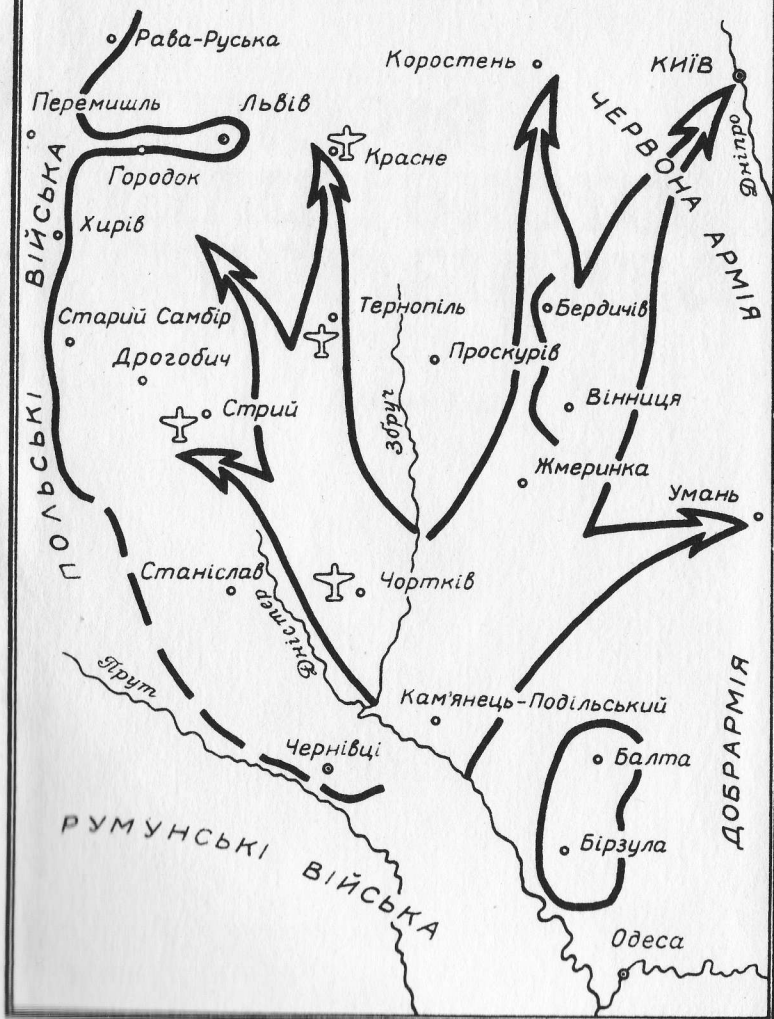 Рава-Руська
Коростень
КИЇВ
Перемишль
Львів
ЧЕРВОНА АРМІЯ
Дніпро
Красне
Городок
ПОЛЬСЬКІ ВІЙСЬКА
Хирів
Старий Самбір
Тернопіль
Бердичів
Дрогобич
Проскурів
Стрий
Збруг
Вінниця
Жмеринка
Умань
Станіслав
Чортків
Дністер
Прут
Кам'янець-Подільський
Чернівці
Балта
ДОБРАРМІЯ
РУМУНСЬКІ ВІЙСЬКА
Бірзула
Одеса